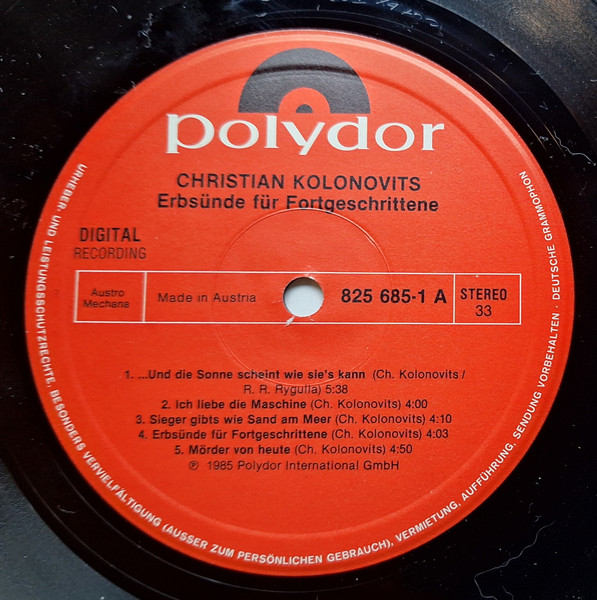 polydor
CHRISTIAN KOLONOVITS
Erbsünde für Fortgeschrittene
DIGITAL
RECORDING
Austro
Mechana
Made in Austria
825 685-1 A
STEREO
33
1. ...Und die Sonne scheint wie sie's kann (Ch. Kolonovits /
R. R. Rygulla) 5:38
2. Ich liebe die Maschine (Ch. Kolonovits) 4:00
3. Sieger gibts wie Sand am Meer (Ch. Kolonovits) 4:10
4. Erbsünde für Fortgeschrittene (Ch. Kolonovits) 4:03
5. Mörder von heute (Ch. Kolonovits) 4:50
℗ 1985 Polydor International GmbH
URHEBER- UND LEISTUNGSSCHUTZRECHTE, BESONDERS VERVIELFÄLTIGUNG (AUSSER ZUM PERSÖNLICHEN GEBRAUCH), VERMIETUNG, AUFFÜHRUNG, SENDUNG VORBEHALTEN · DEUTSCHE GRAMMOPHON